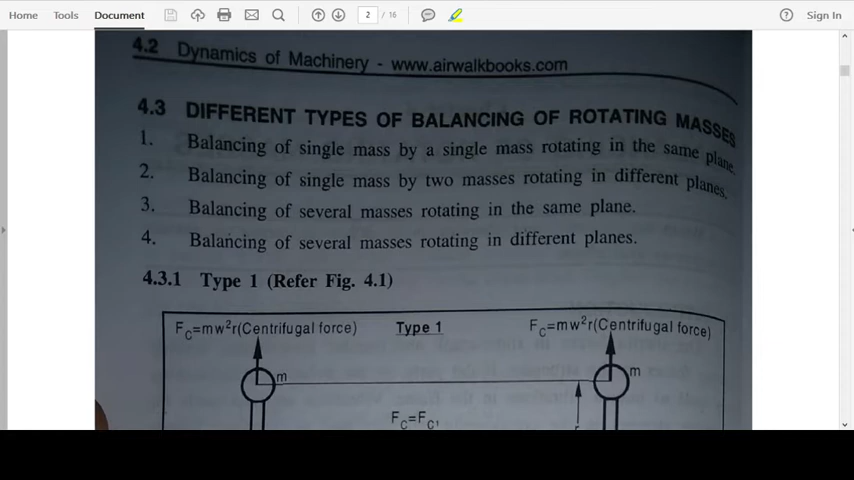 Home Tools Document 2 / 16 Sign In
4.2 Dynamics of Machinery - www.airwalkbooks.com
4.3 DIFFERENT TYPES OF BALANCING OF ROTATING MASSES
1. Balancing of single mass by a single mass rotating in the same plane.
2. Balancing of single mass by two masses rotating in different planes.
3. Balancing of several masses rotating in the same plane.
4. Balancing of several masses rotating in different planes.
4.3.1 Type 1 (Refer Fig. 4.1)
F_C=mw²r(Centrifugal force) Type 1 F_C=mw²r(Centrifugal force)
m m
F_C=F_C1